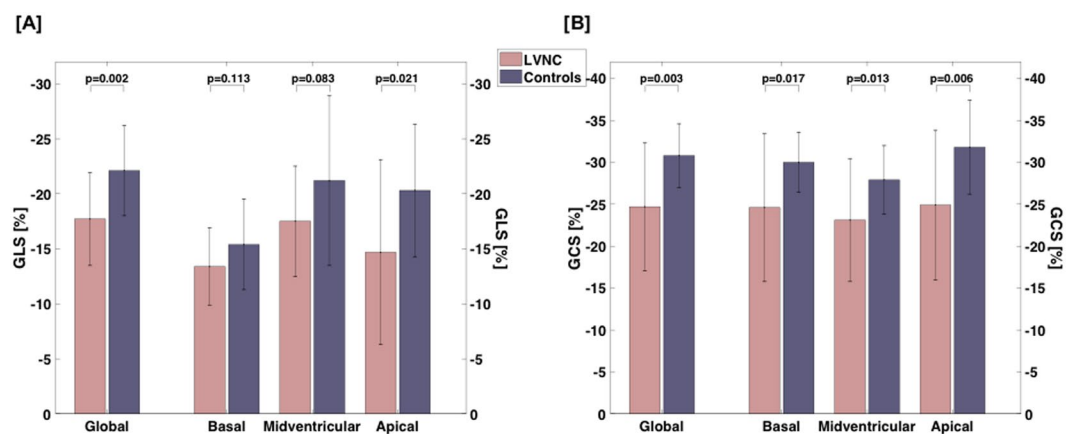 [A]
[B]
LVNC
Controls
p=0.002
p=0.113
p=0.083
p=0.021
-30
-25
-20
-15
-10
-5
0
GLS [%]
-30
-25
-20
-15
-10
-5
0
GLS [%]
Global
Basal
Midventricular
Apical
p=0.003
p=0.017
p=0.013
p=0.006
-40
-35
-30
-25
-20
-15
-10
-5
0
GCS [%]
-40
-35
-30
-25
-20
-15
-10
-5
0
GCS [%]
Global
Basal
Midventricular
Apical